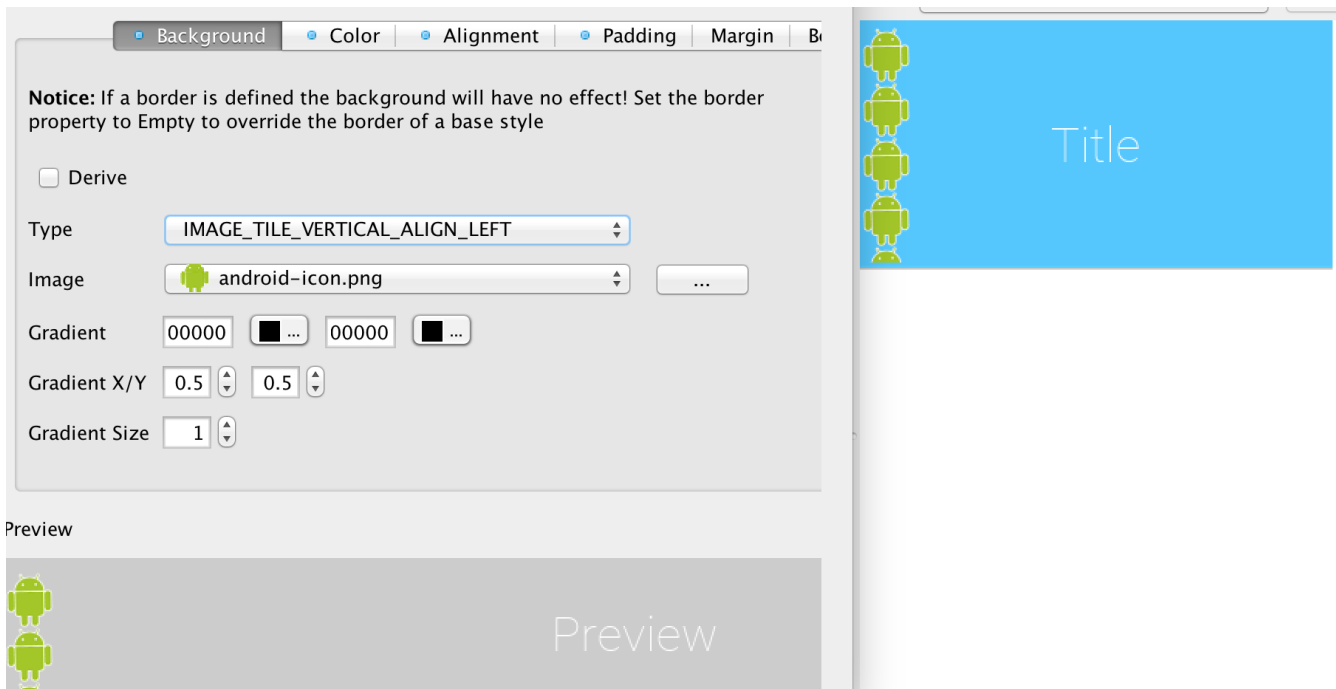 Background
Color
Alignment
Padding
Margin
Notice: If a border is defined the background will have no effect! Set the border
property to Empty to override the border of a base style
Derive
Type
IMAGE_TILE_VERTICAL_ALIGN_LEFT
Image
android-icon.png
...
Gradient
00000
...
00000
...
Gradient X/Y
0.5
0.5
Gradient Size
1
Preview
Preview
Title